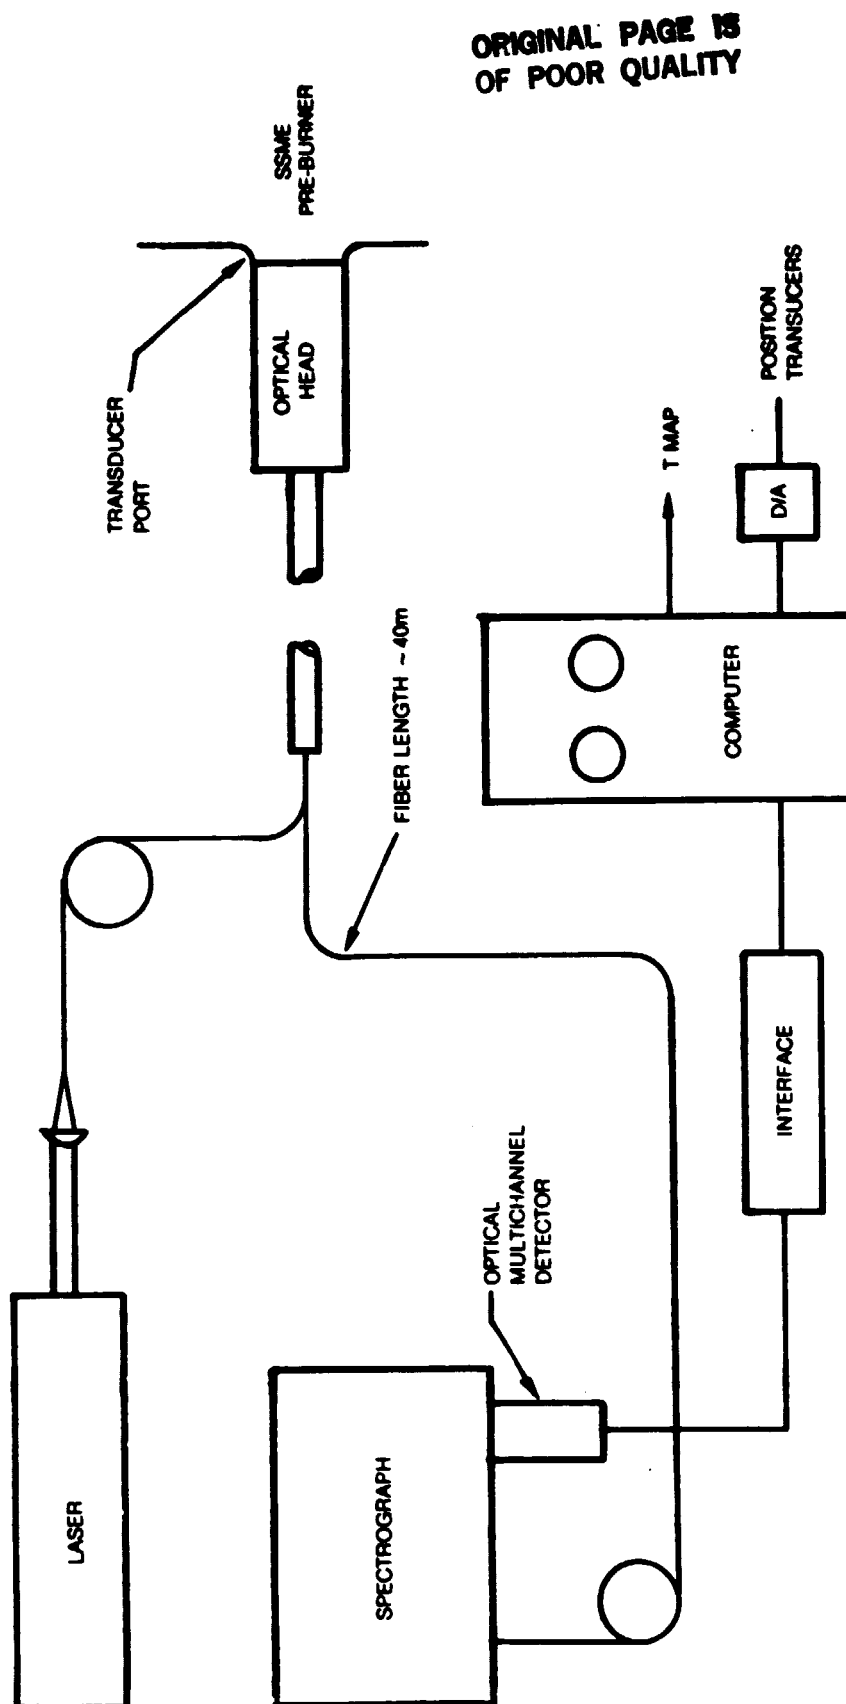 ORIGINAL PAGE IS
OF POOR QUALITY
SSME
PRE-BURNER
TRANSDUCER
PORT
OPTICAL
HEAD
FIBER LENGTH ~ 40m
T MAP
POSITION
TRANSUCERS
D/A
COMPUTER
INTERFACE
OPTICAL
MULTICHANNEL
DETECTOR
LASER
SPECTROGRAPH